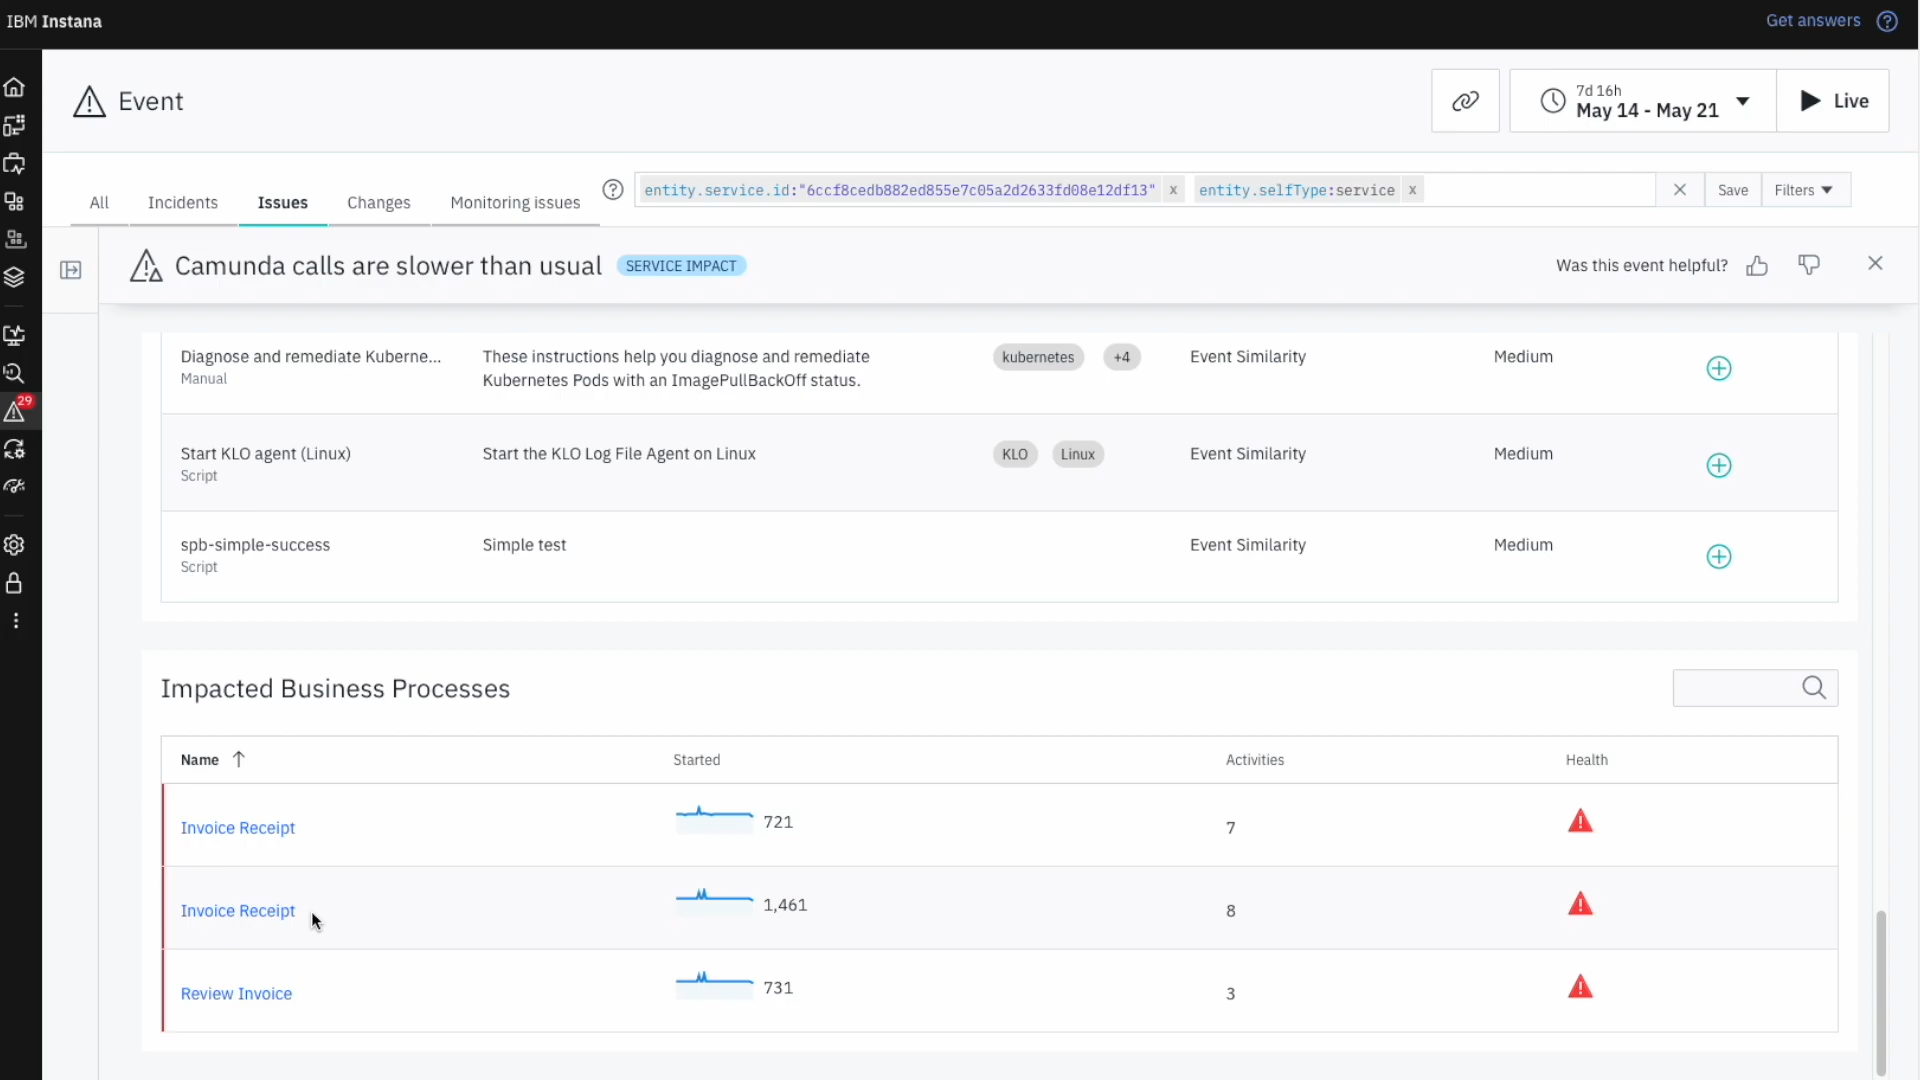 IBM Instana
Get answers
Event
7d 16h
May 14 - May 21
Live
All
Incidents
Issues
Changes
Monitoring issues
entity.service.id:"6ccf8cedb882ed855e7c05a2d2633fd08e12df13" x
entity.selfType:service x
Save
Filters
29
Camunda calls are slower than usual
SERVICE IMPACT
Was this event helpful?
Diagnose and remediate Kuberne...
Manual
These instructions help you diagnose and remediate
Kubernetes Pods with an ImagePullBackOff status.
kubernetes
+4
Event Similarity
Medium
Start KLO agent (Linux)
Script
Start the KLO Log File Agent on Linux
KLO
Linux
Event Similarity
Medium
spb-simple-success
Script
Simple test
Event Similarity
Medium
Impacted Business Processes
Name
Started
Activities
Health
Invoice Receipt
721
7
Invoice Receipt
1,461
8
Review Invoice
731
3